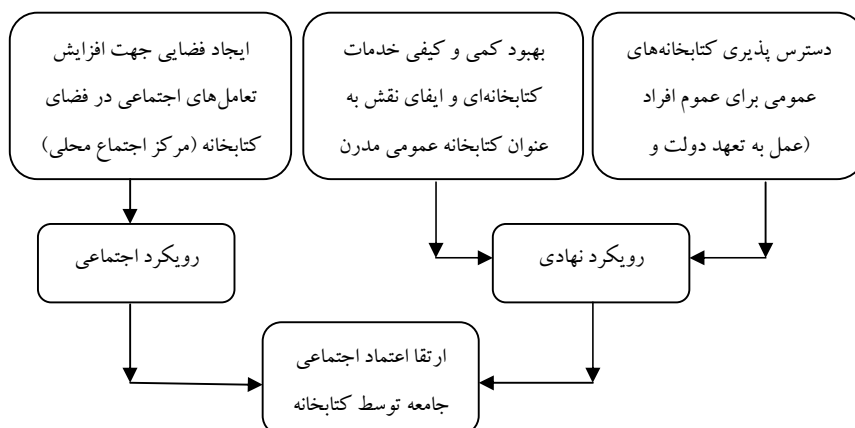 دسترس پذیری کتابخانه‌های
عمومی برای عموم افراد
(عمل به تعهد دولت و
بهبود کمی و کیفی خدمات
کتابخانه‌ای و ایفای نقش به
عنوان کتابخانه عمومی مدرن
ایجاد فضایی جهت افزایش
تعامل‌های اجتماعی در فضای
کتابخانه (مرکز اجتماع محلی)
رویکرد نهادی
رویکرد اجتماعی
ارتقا اعتماد اجتماعی
جامعه توسط کتابخانه